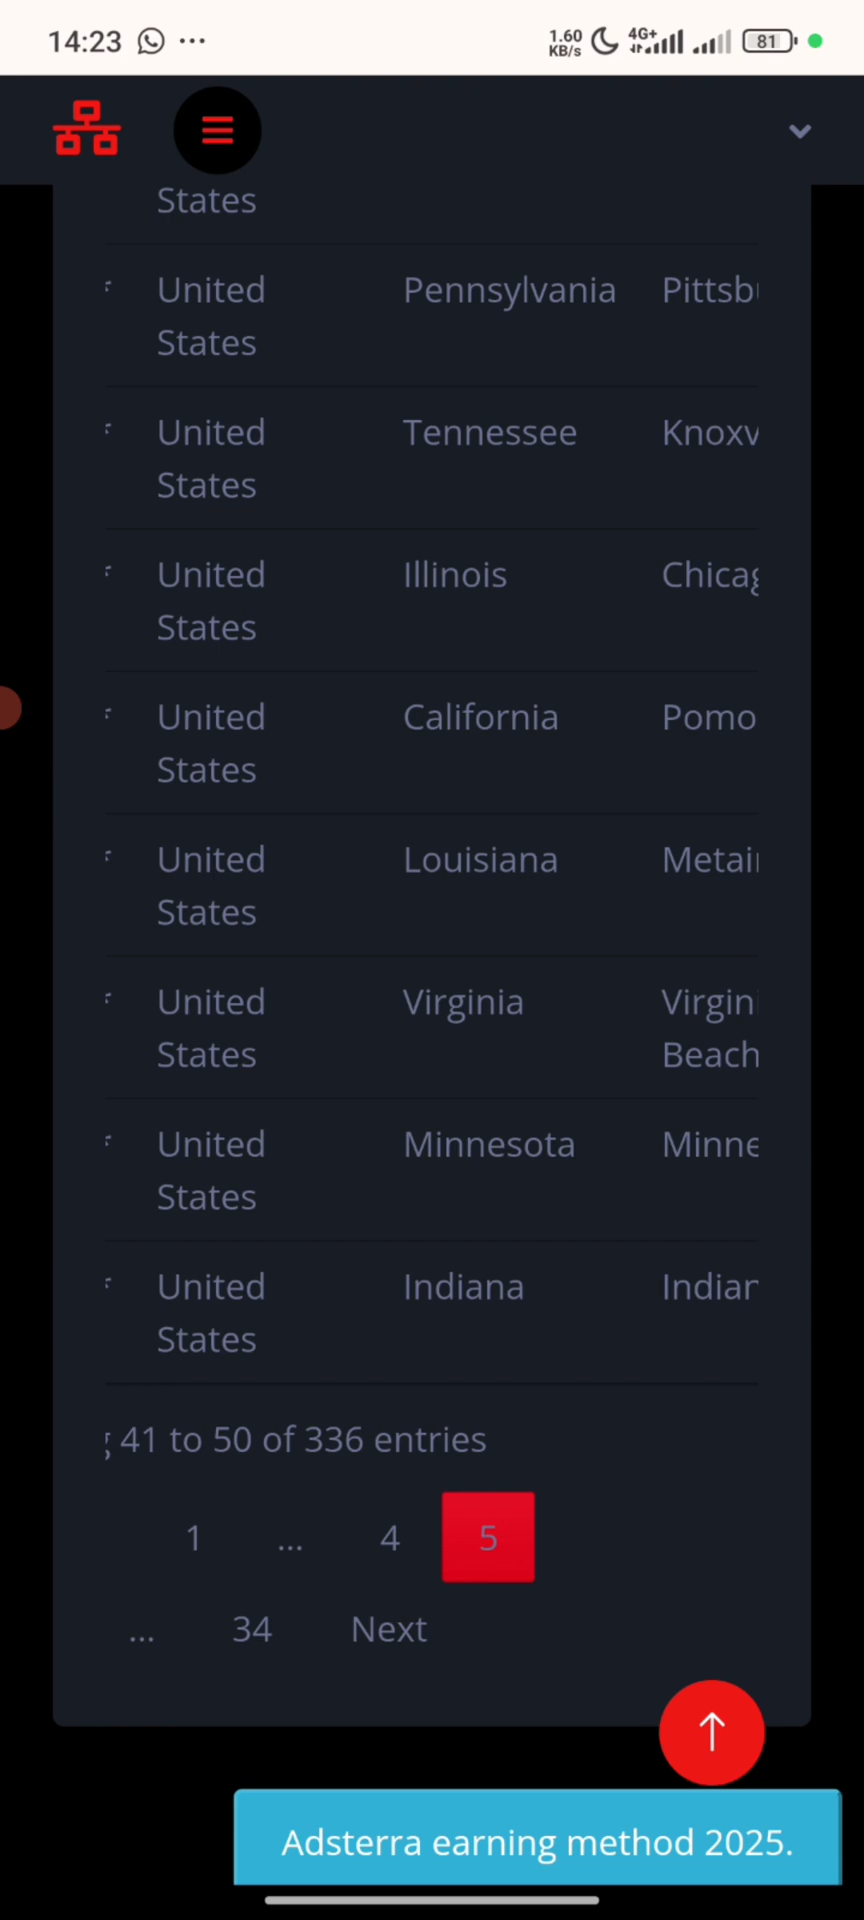 14:23 ... 1.60 KB/s 4G+ 81
States
United Pennsylvania
States
United Tennessee
States
United Illinois
States
United California
States
United Louisiana
States
United Virginia
States Beach
United Minnesota
States
United Indiana
States
41 to 50 of 336 entries
1 ... 4 5
... 34 Next
Adsterra earning method 2025.